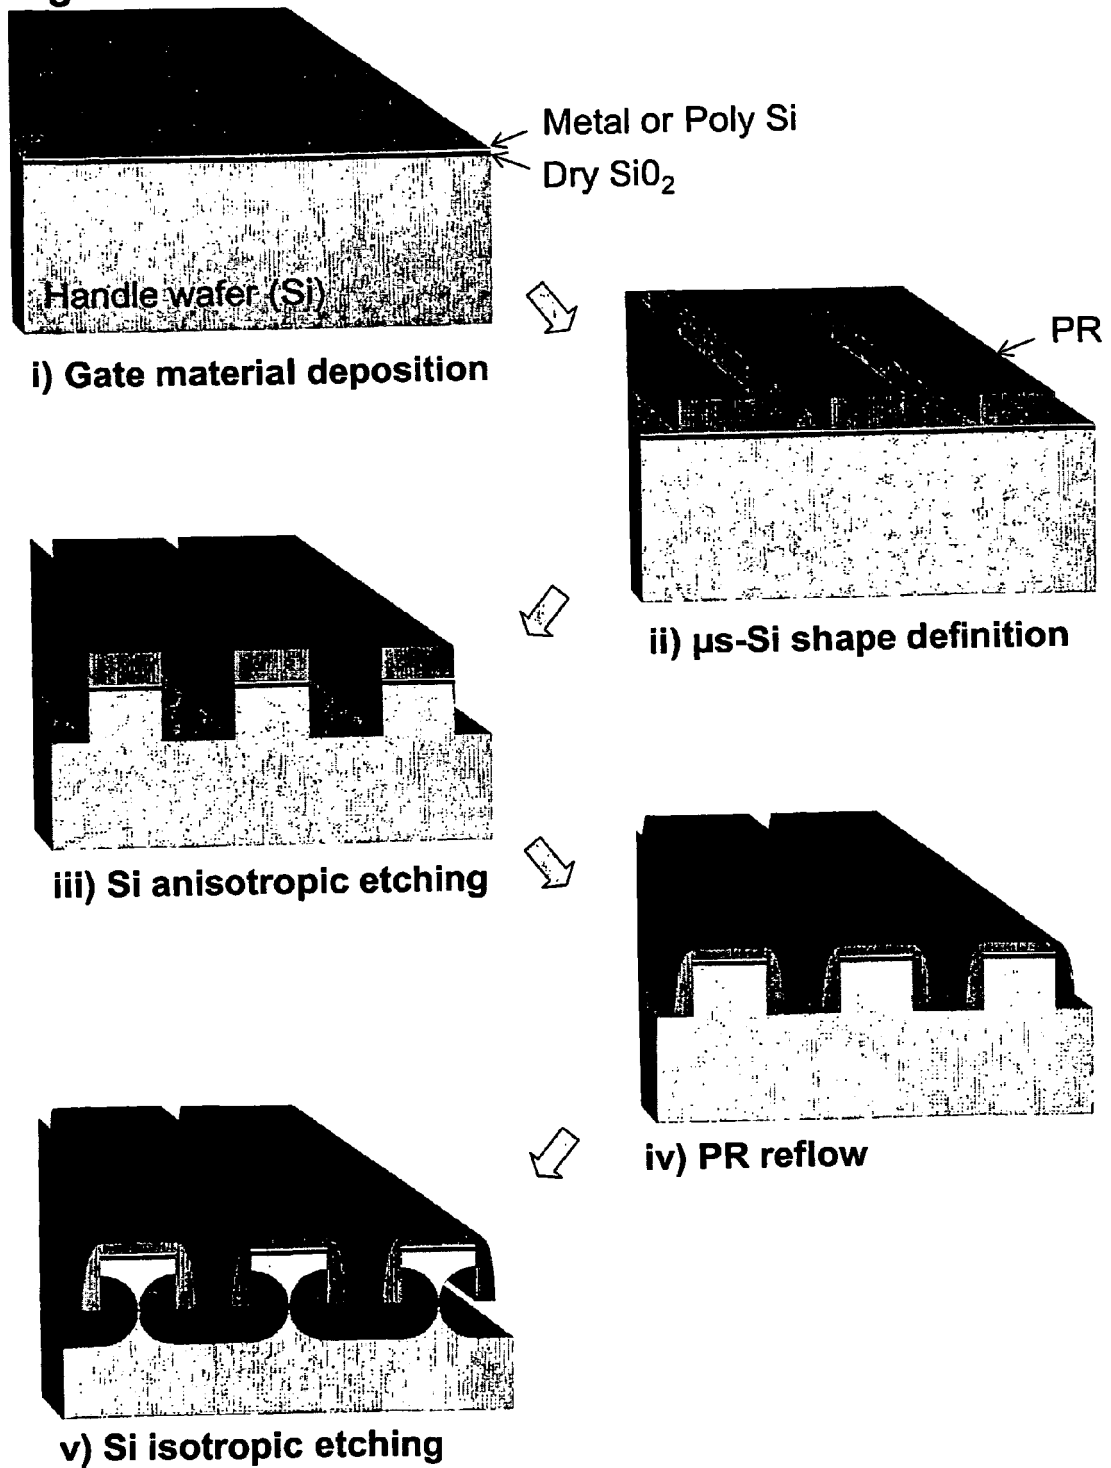 Metal or Poly Si
Dry SiO₂
Handle wafer (Si)
i) Gate material deposition
PR
ii) µs-Si shape definition
iii) Si anisotropic etching
iv) PR reflow
v) Si isotropic etching